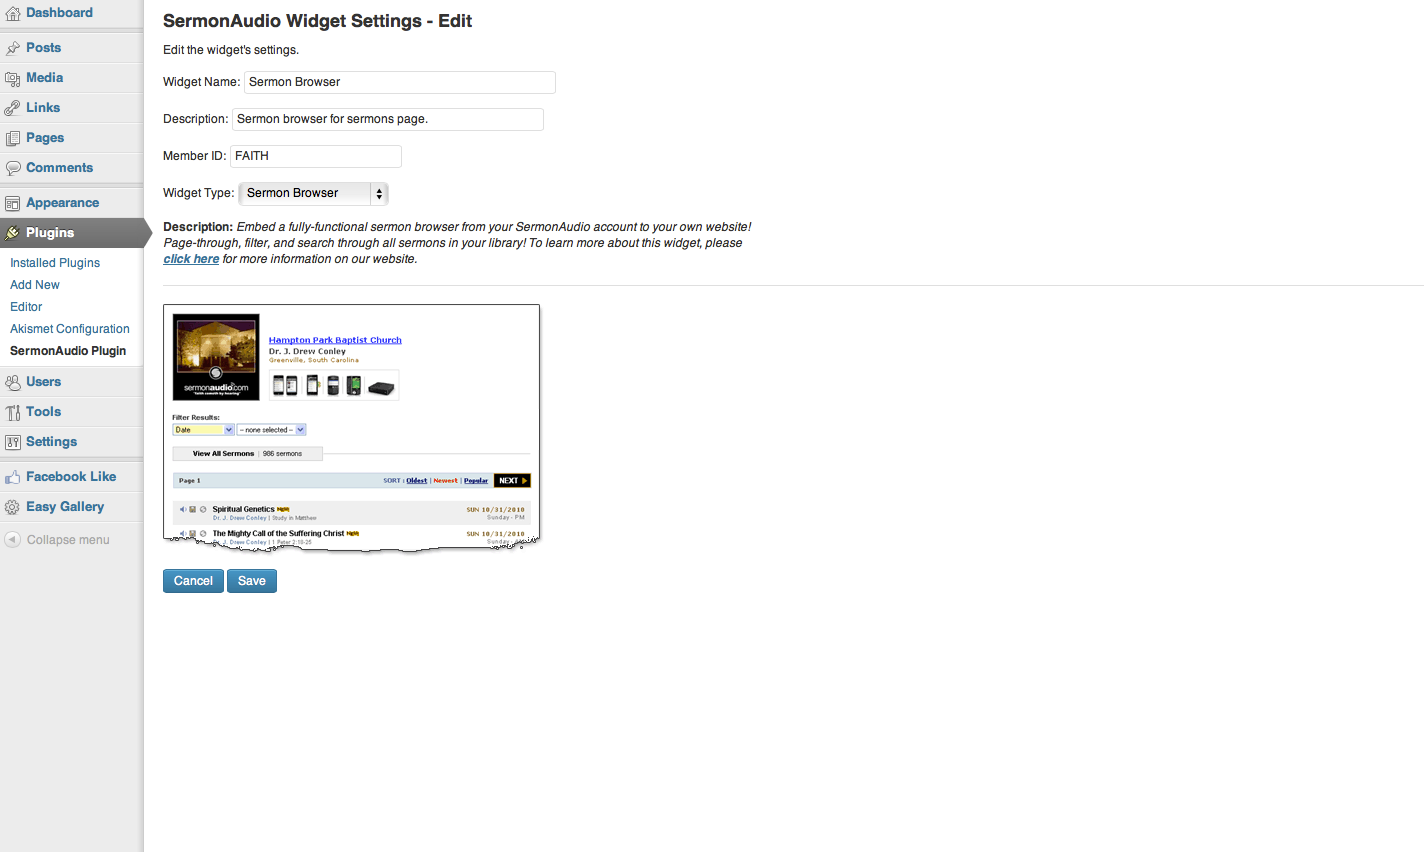 Dashboard
Posts
Media
Links
Pages
Comments
Appearance
Plugins
Installed Plugins
Add New
Editor
Akismet Configuration
SermonAudio Plugin
Users
Tools
Settings
Facebook Like
Easy Gallery
Collapse menu
SermonAudio Widget Settings - Edit
Edit the widget's settings.
Widget Name: Sermon Browser
Description: Sermon browser for sermons page.
Member ID: FAITH
Widget Type: Sermon Browser
Description: Embed a fully-functional sermon browser from your SermonAudio account to your own website!
Page-through, filter, and search through all sermons in your library! To learn more about this widget, please
click here for more information on our website.
sermonaudio.com
"faith cometh by hearing"
Hampton Park Baptist Church
Dr. J. Drew Conley
Greenville, South Carolina
Filter Results:
Date -- none selected --
View All Sermons | 986 sermons
Page 1 SORT : Oldest | Newest | Popular NEXT
Spiritual Genetics SUN 10/31/2010
Dr. J. Drew Conley | Study in Matthew Sunday - PM
The Mighty Call of the Suffering Christ SUN 10/31/2010
Dr. J. Drew Conley | 1 Peter 2:18-25 Sunday -
Cancel Save